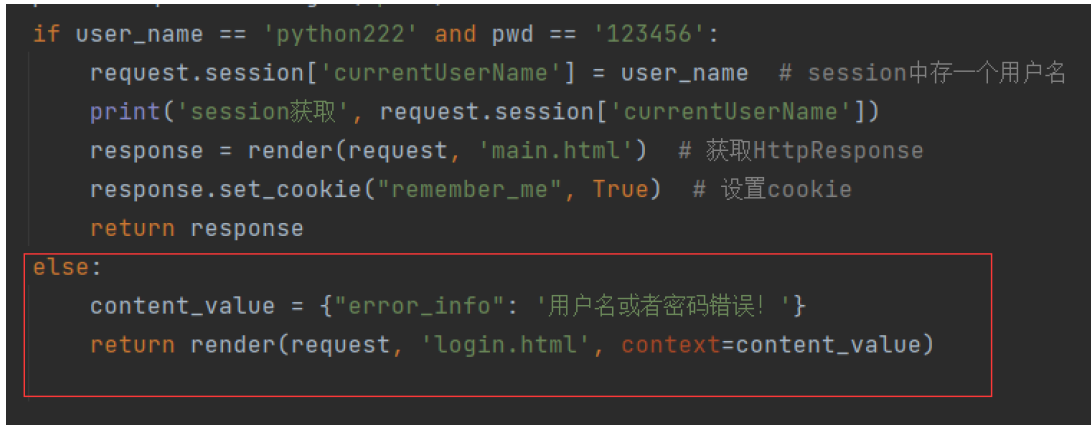 if user_name == 'python222' and pwd == '123456':
    request.session['currentUserName'] = user_name  # session中存一个用户名
    print('session获取', request.session['currentUserName'])
    response = render(request, 'main.html')  # 获取HttpResponse
    response.set_cookie("remember_me", True)  # 设置cookie
    return response
else:
    content_value = {"error_info": '用户名或者密码错误！'}
    return render(request, 'login.html', context=content_value)